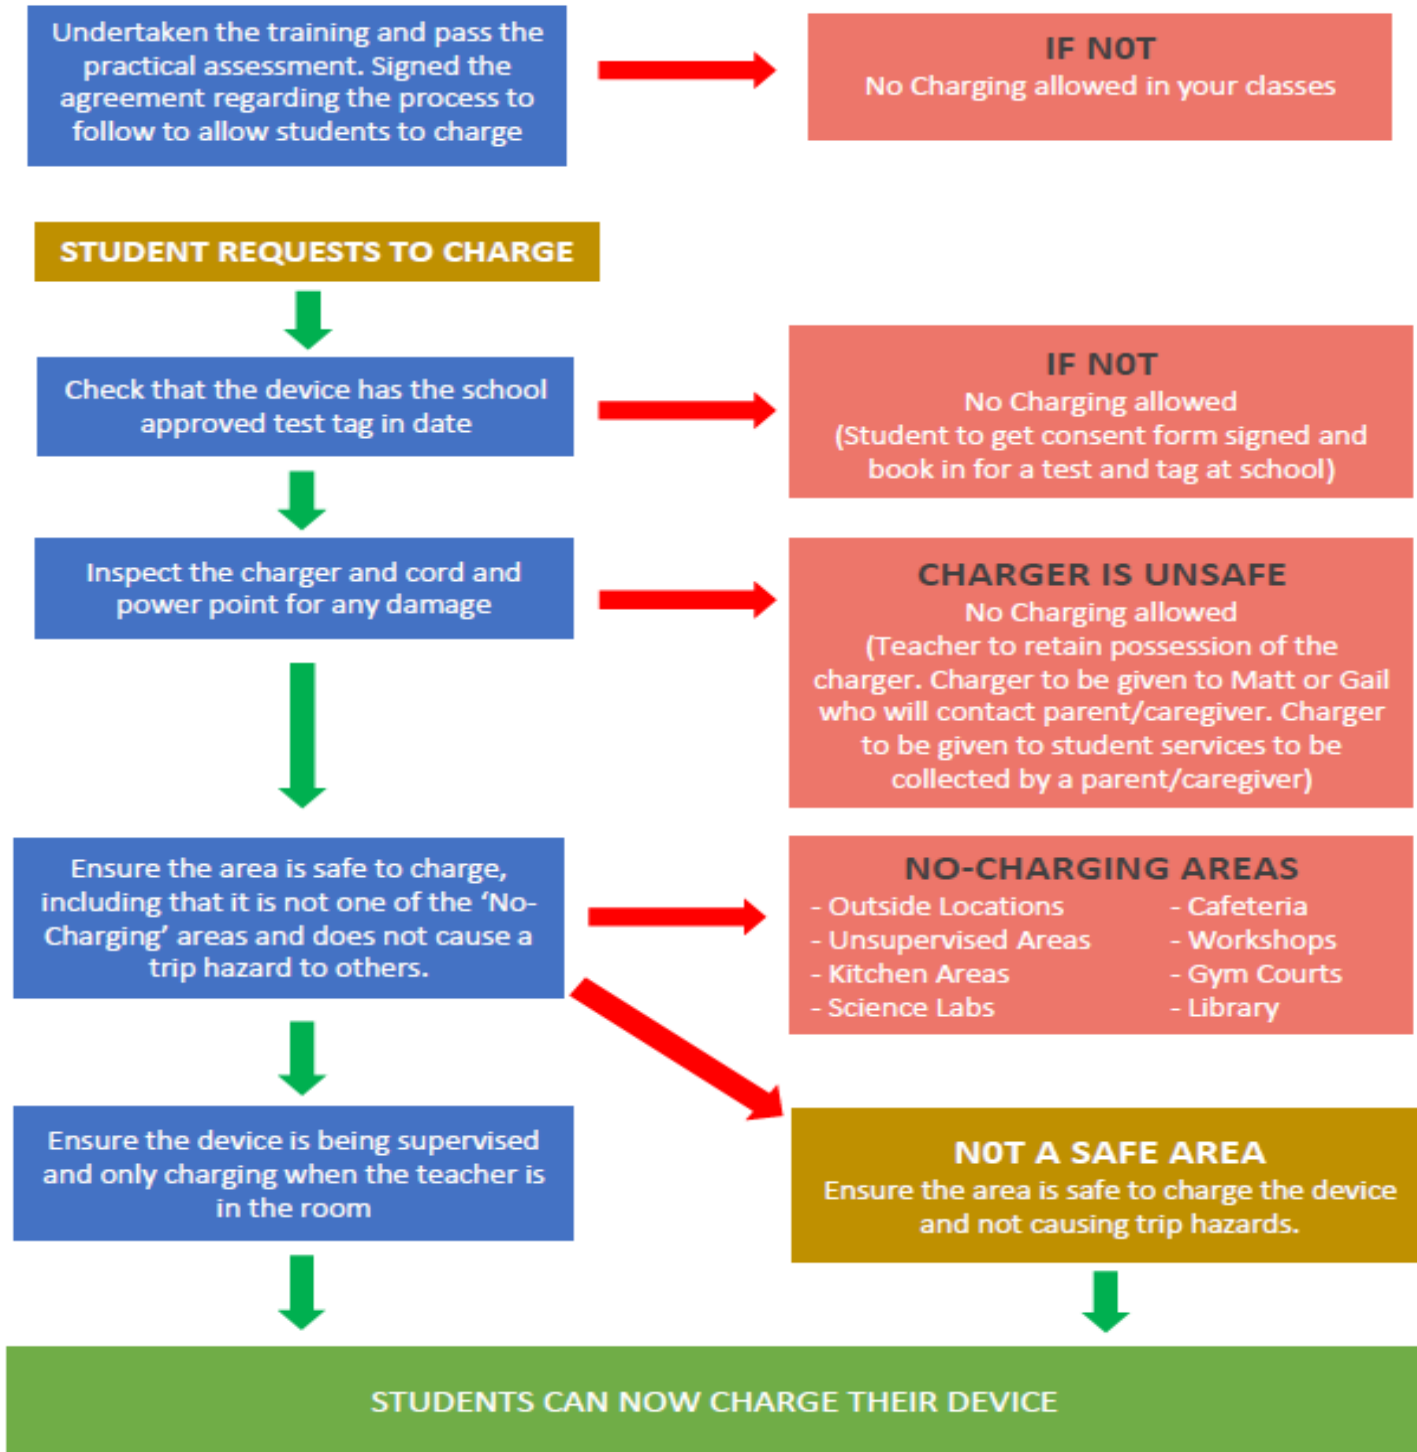 Undertaken the training and pass the
practical assessment. Signed the
agreement regarding the process to
follow to allow students to charge
IF N0T
No Charging allowed in your classes
STUDENT REQUESTS TO CHARGE
Check that the device has the school
approved test tag in date
IF N0T
No Charging allowed
(Student to get consent form signed and
book in for a test and tag at school)
Inspect the charger and cord and
power point for any damage
CHARGER IS UNSAFE
No Charging allowed
(Teacher to retain possession of the
charger. Charger to be given to Matt or Gail
who will contact parent/caregiver. Charger
to be given to student services to be
collected by a parent/caregiver)
Ensure the area is safe to charge,
including that it is not one of the ‘No-
Charging’ areas and does not cause a
trip hazard to others.
NO-CHARGING AREAS
- Outside Locations
- Unsupervised Areas
- Kitchen Areas
- Science Labs
- Cafeteria
- Workshops
- Gym Courts
- Library
Ensure the device is being supervised
and only charging when the teacher is
in the room
N0T A SAFE AREA
Ensure the area is safe to charge the device
and not causing trip hazards.
STUDENTS CAN NOW CHARGE THEIR DEVICE